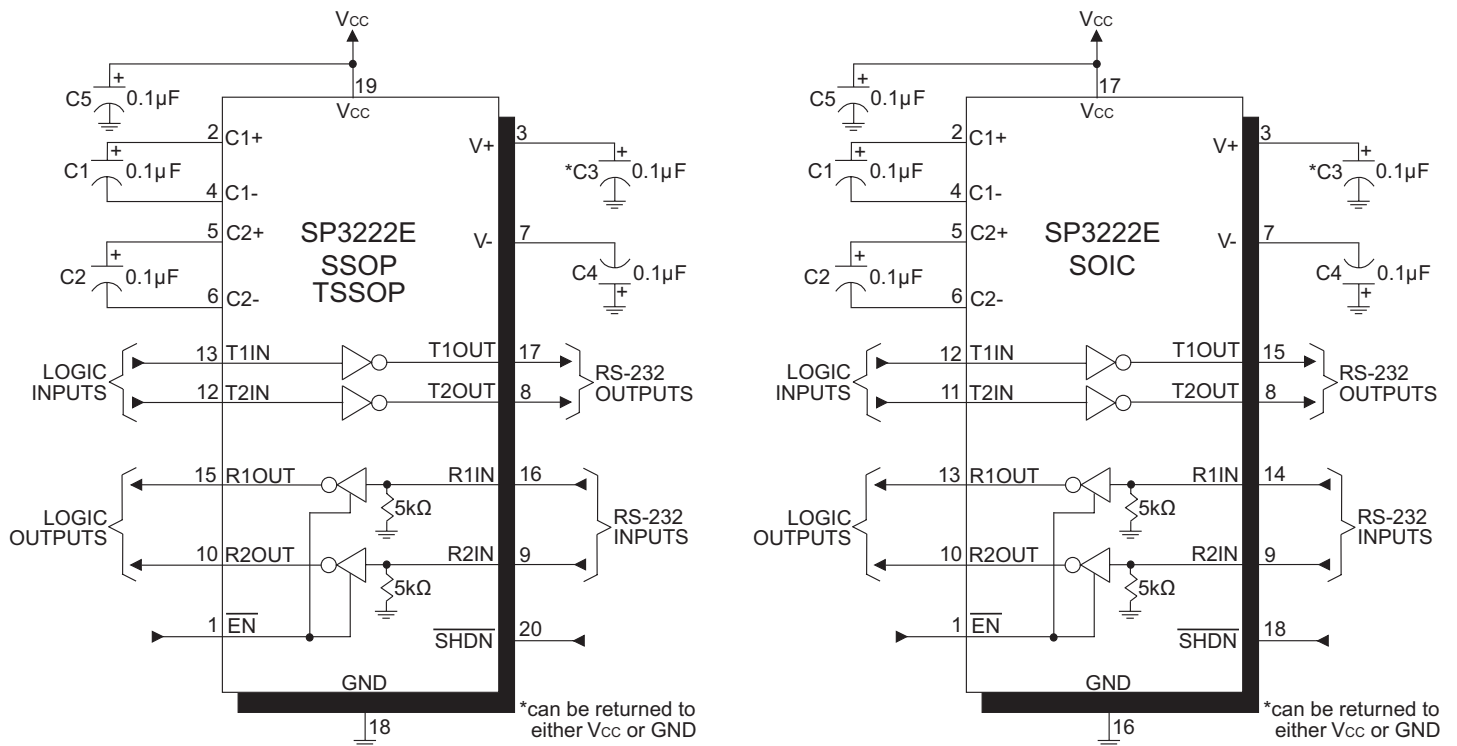 Vcc
C5
+
0.1µF
19
Vcc
2
C1+
C1
+
0.1µF
4
C1-
5
C2+
C2
+
0.1µF
6
C2-
SP3222E
SSOP
TSSOP
V+
3
*C3
+
0.1µF
V-
7
C4
0.1µF
+
LOGIC
INPUTS
13
T1IN
T1OUT
17
12
T2IN
T2OUT
8
RS-232
OUTPUTS
LOGIC
OUTPUTS
15
R1OUT
R1IN
16
5kΩ
10
R2OUT
R2IN
9
5kΩ
RS-232
INPUTS
1
EN
SHDN
20
GND
18
*can be returned to
either Vcc or GND
Vcc
C5
+
0.1µF
17
Vcc
2
C1+
C1
+
0.1µF
4
C1-
5
C2+
C2
+
0.1µF
6
C2-
SP3222E
SOIC
V+
3
*C3
+
0.1µF
V-
7
C4
0.1µF
+
LOGIC
INPUTS
12
T1IN
T1OUT
15
11
T2IN
T2OUT
8
RS-232
OUTPUTS
LOGIC
OUTPUTS
13
R1OUT
R1IN
14
5kΩ
10
R2OUT
R2IN
9
5kΩ
RS-232
INPUTS
1
EN
SHDN
18
GND
16
*can be returned to
either Vcc or GND